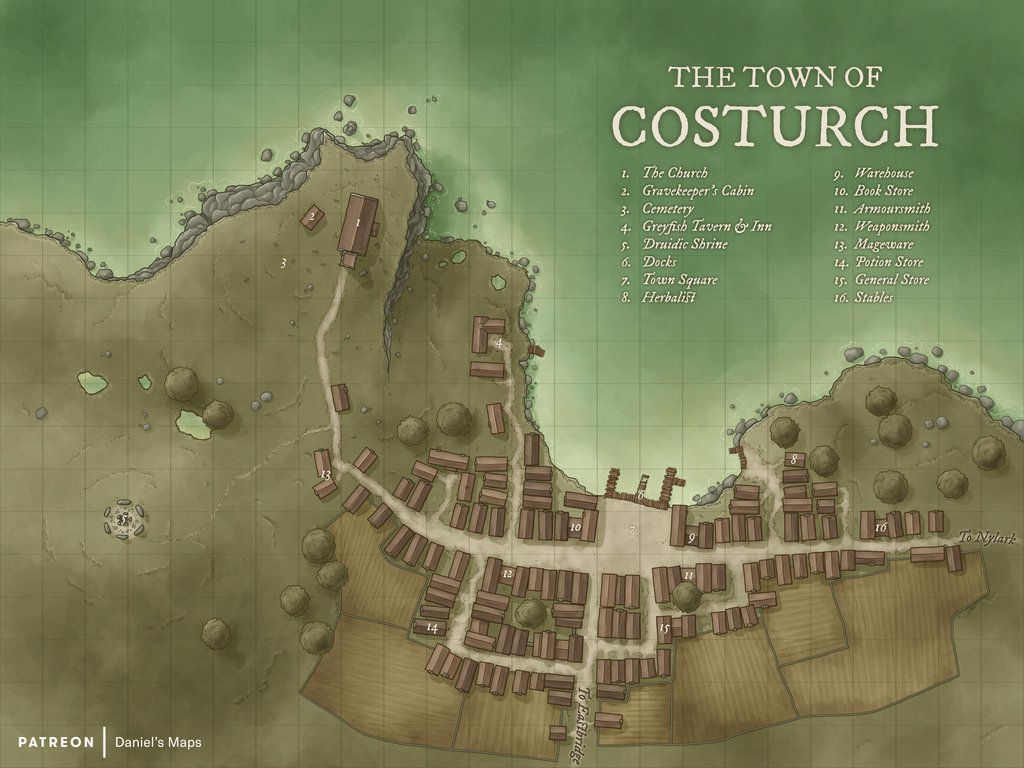 THE TOWN OF
COSTURCH
1. The Church
2. Gravekeeper's Cabin
3. Cemetery
4. Greyfish Tavern & Inn
5. Druidic Shrine
6. Docks
7. Town Square
8. Herbalist
9. Warehouse
10. Book Store
11. Armoursmith
12. Weaponsmith
13. Mageware
14. Potion Store
15. General Store
16. Stables
2
1
3
4
13
8
5
6
7
10
9
16
To Nylark
12
11
14
15
To Eastbridge
PATREON | Daniel's Maps